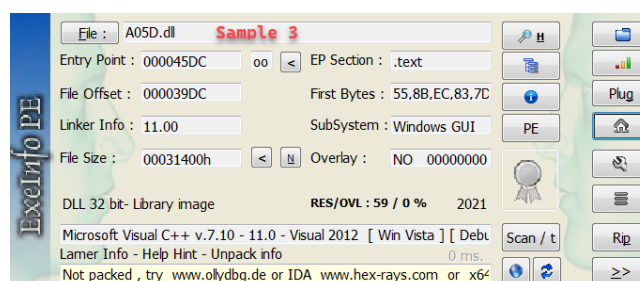 File : A05D.dll Sample 3 H
Entry Point : 000045DC oo < EP Section : .text
File Offset : 000039DC First Bytes : 55,8B,EC,83,7D Plug
Linker Info : 11.00 SubSystem : Windows GUI PE
File Size : 00031400h < N Overlay : NO 00000000
DLL 32 bit- Library image RES/OVL : 59 / 0 % 2021
Microsoft Visual C++ v.7.10 - 11.0 - Visual 2012 [ Win Vista ] [ Debu Scan / t Rip
Lamer Info - Help Hint - Unpack info 0 ms.
Not packed , try www.ollydbg.de or IDA www.hex-rays.com or x64 >>
ExeInfo PE